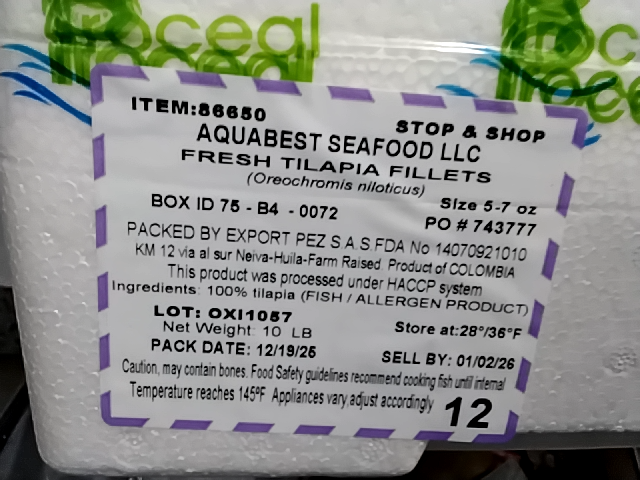 Proceal
Proceal
ITEM:86650
STOP & SHOP
AQUABEST SEAFOOD LLC
FRESH TILAPIA FILLETS
(Oreochromis niloticus)
Size 5-7 oz
BOX ID 75 - B4 - 0072
PO # 743777
PACKED BY EXPORT PEZ S.A.S.FDA No 14070921010
KM 12 via al sur Neiva-Huila-Farm Raised Product of COLOMBIA
This product was processed under HACCP system
Ingredients: 100% tilapia (FISH / ALLERGEN PRODUCT)
LOT: OXI1057
Net Weight: 10 LB
Store at:28°/36°F
PACK DATE: 12/19/25
SELL BY: 01/02/26
Caution, may contain bones. Food Safety guidelines recommend cooking fish until internal
Temperature reaches 145ºF Appliances vary,adjust accordingly
12